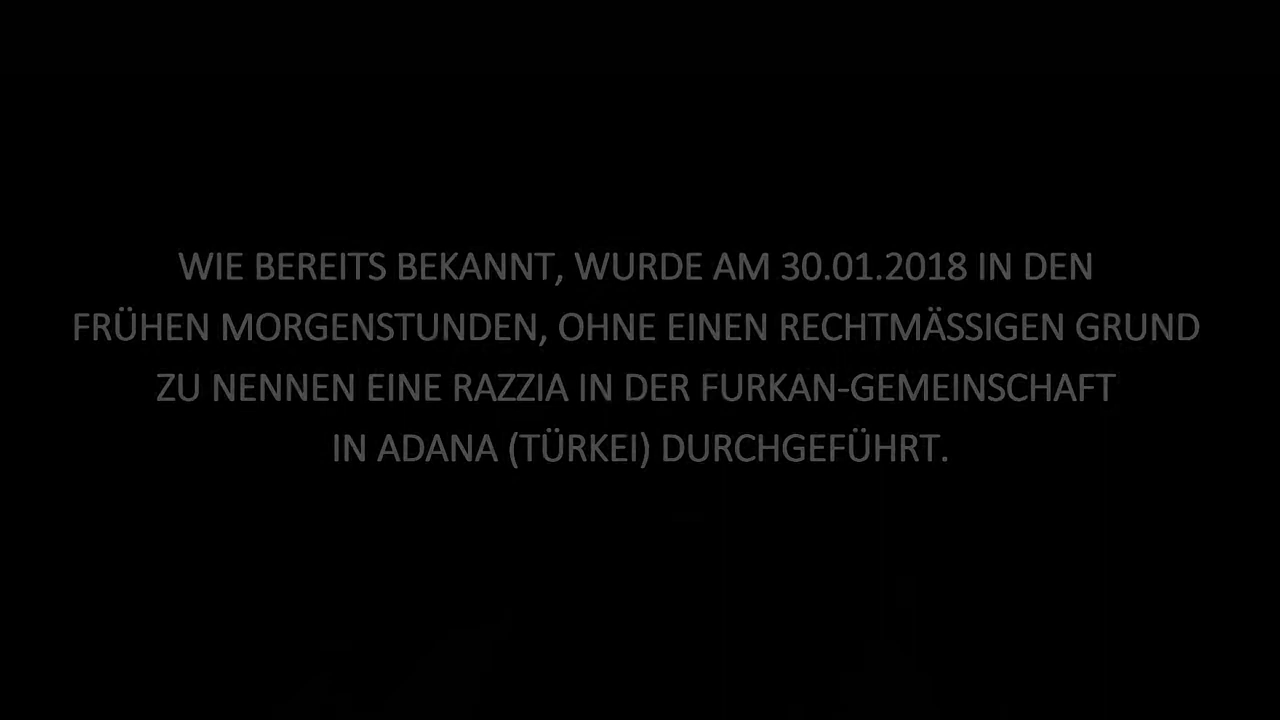 WIE BEREITS BEKANNT, WURDE AM 30.01.2018 IN DEN
FRÜHEN MORGENSTUNDEN, OHNE EINEN RECHTMÄSSIGEN GRUND
ZU NENNEN EINE RAZZIA IN DER FURKAN-GEMEINSCHAFT
IN ADANA (TÜRKEI) DURCHGEFÜHRT.